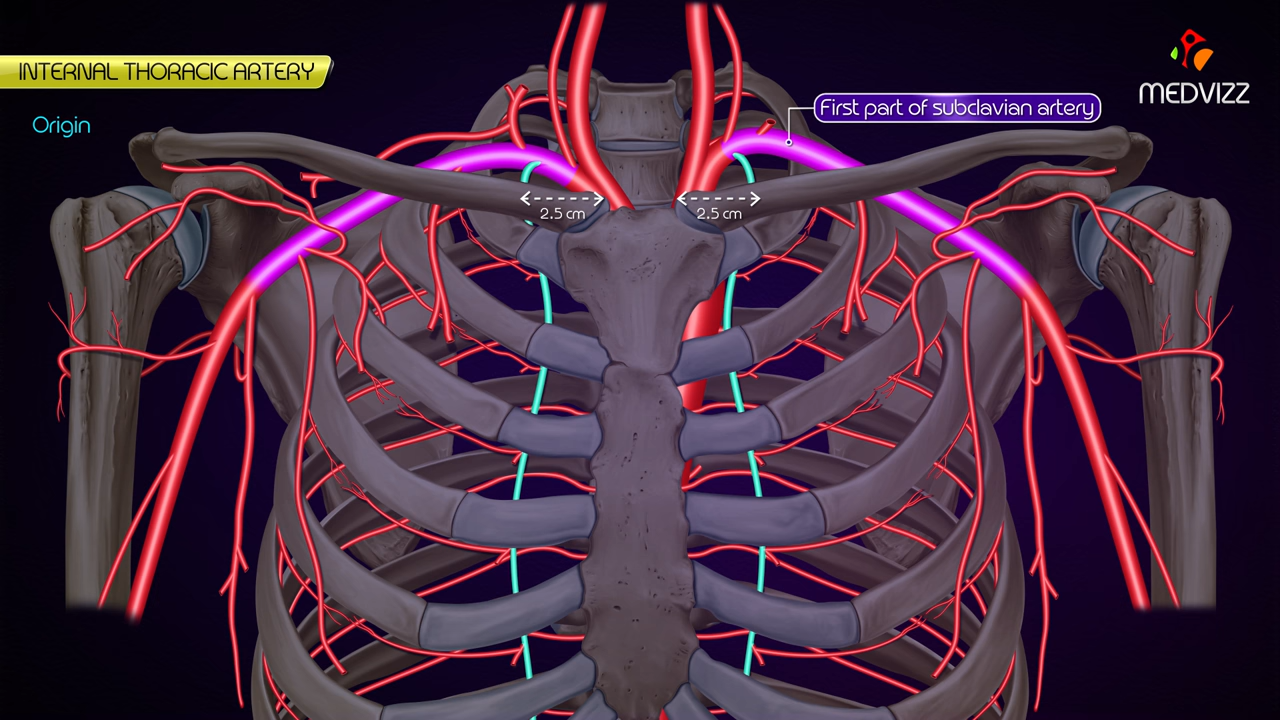 INTERNAL THORACIC ARTERY
Origin
First part of subclavian artery
MEDVIZZ
2.5 cm
2.5 cm